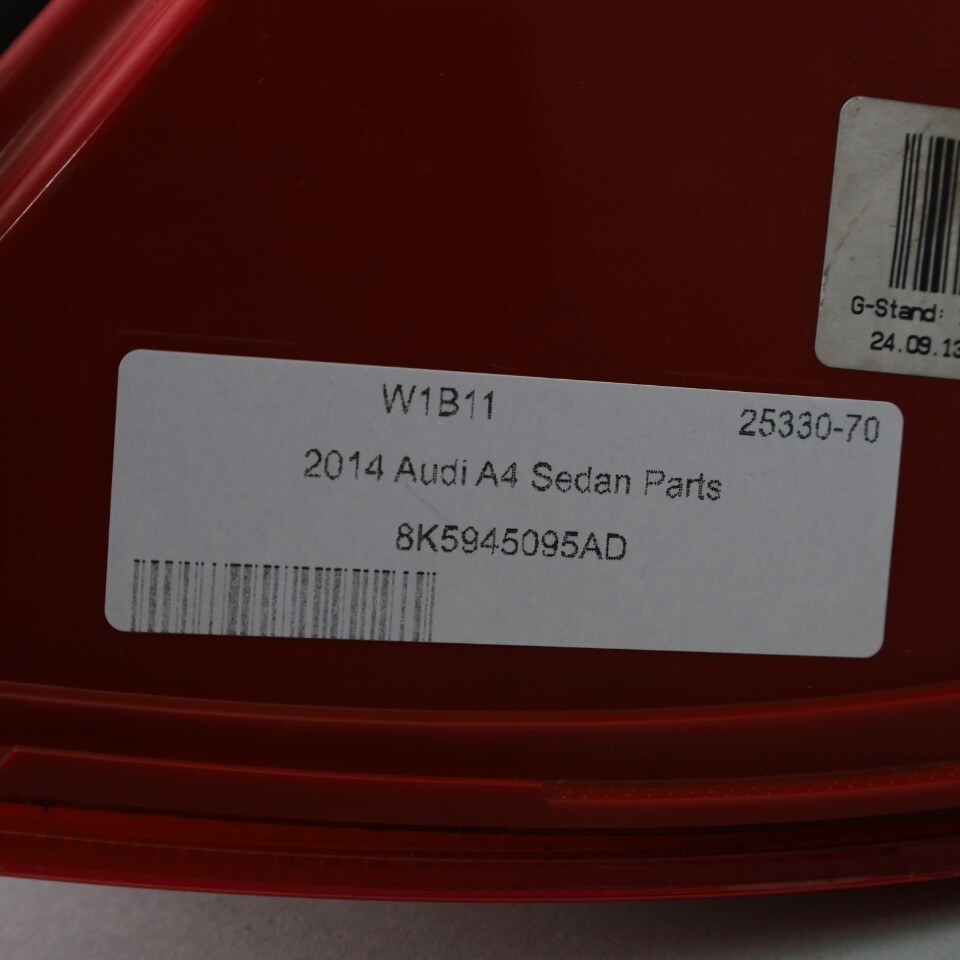 G-Stand:
24.09.13
W1B11
25330-70
2014 Audi A4 Sedan Parts
8K5945095AD